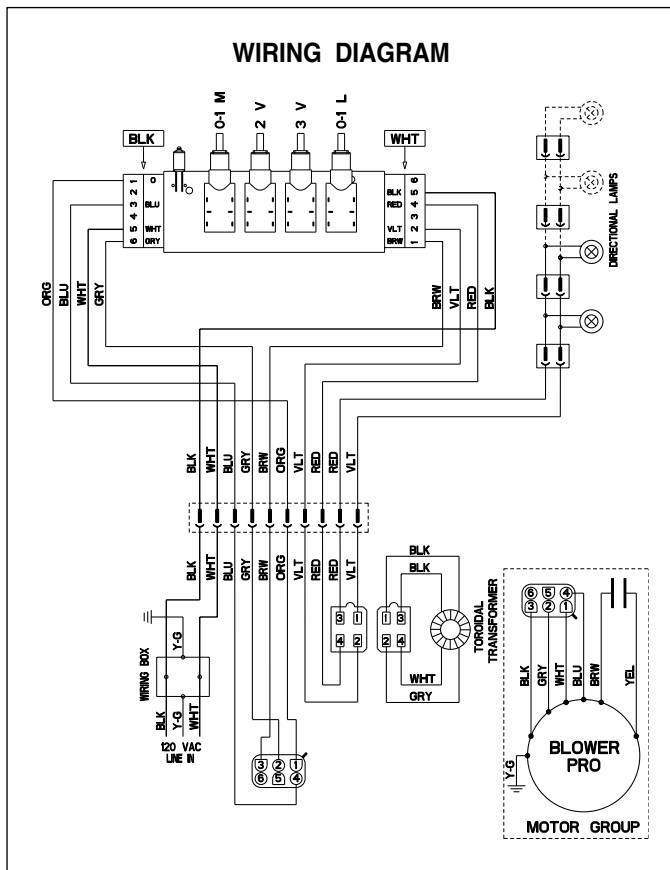 WIRING DIAGRAM
0-1 M
2 V
3 V
0-1 L
BLK
WHT
1 O
2
3 BLU
4
5 WHT
6 GRY
6
BLK 5
RED 4
3
VLT 2
BRW 1
DIRECTIONAL LAMPS
ORG
BLU
WHT
GRY
BRW
VLT
RED
BLK
BLK
WHT
BLU
GRY
BRW
ORG
VLT
RED
RED
VLT
BLK
WHT
BLU
GRY
BRW
ORG
VLT
RED
RED
VLT
Y-G
WIRING BOX
BLK
Y-G
WHT
120 VAC
LINE IN
3 2 1
6 5 4
3 1
4 2
1 3
2 4
BLK
BLK
WHT
GRY
TOROIDAL
TRANSFORMER
6 5 4
3 2 1
BLK
GRY
WHT
BLU
BRW
YEL
BLOWER
PRO
Y-G
MOTOR GROUP